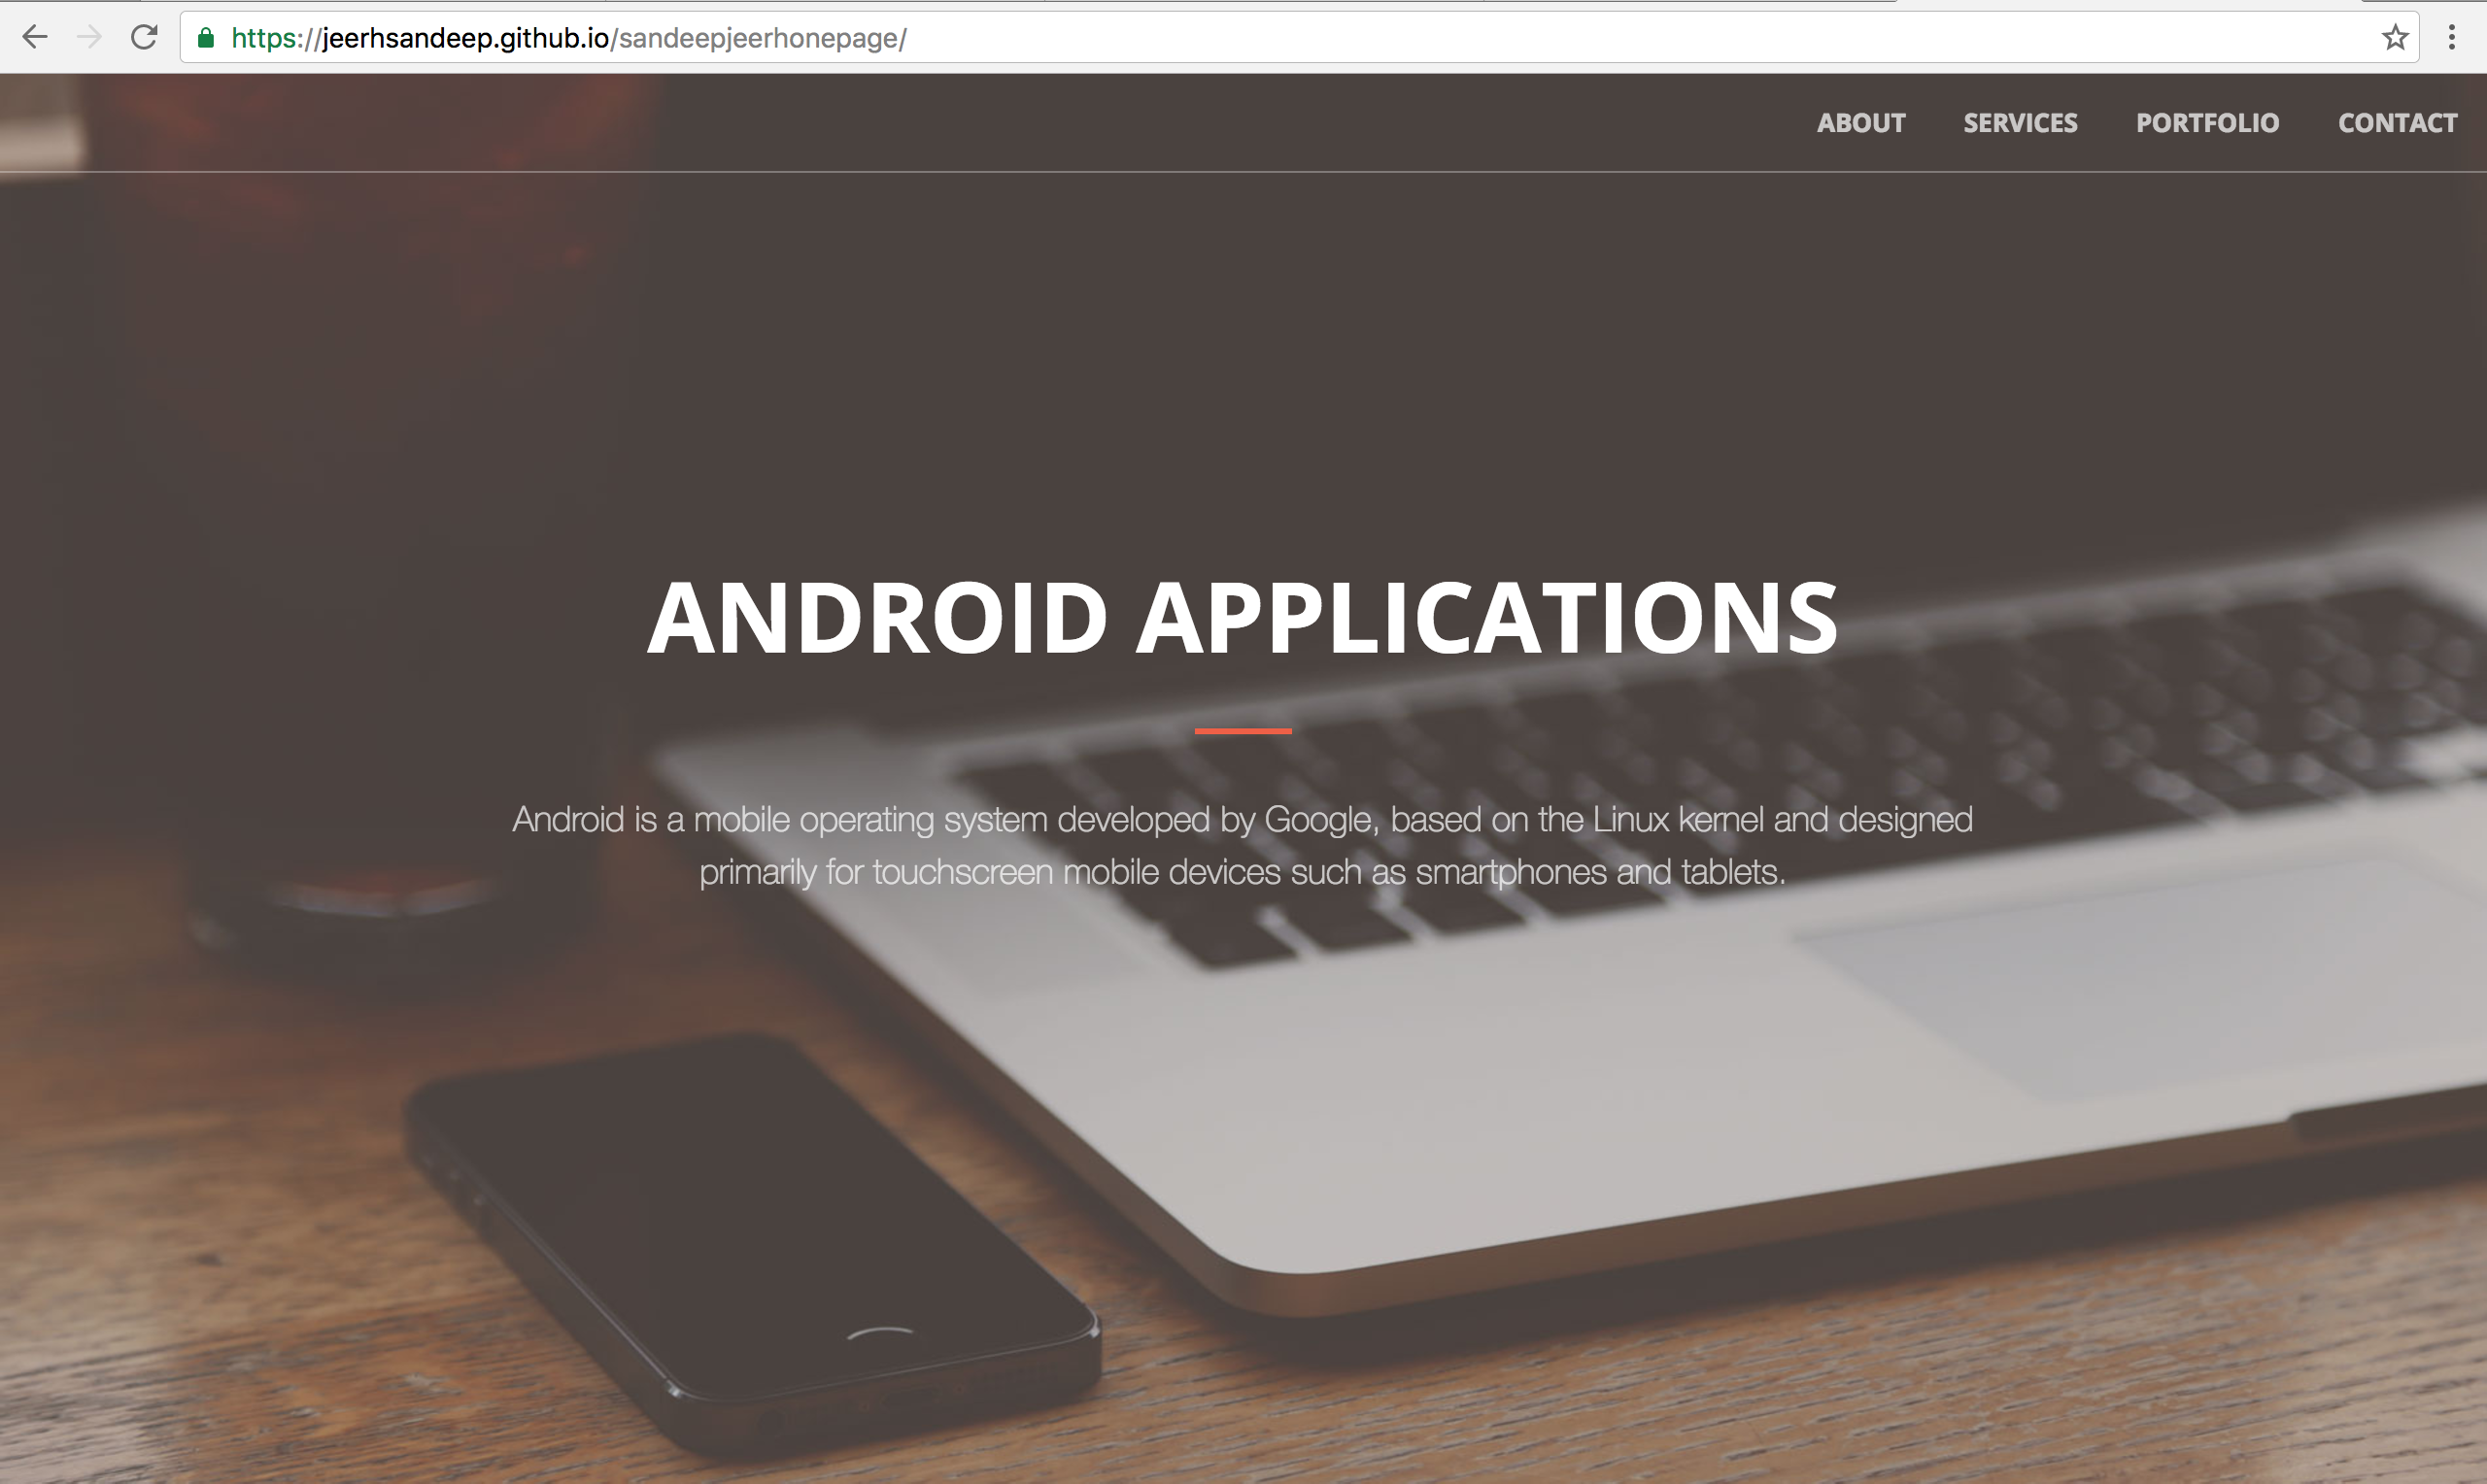 https://jeerhsandeep.github.io/sandeepjeerhonepage/
ABOUT SERVICES PORTFOLIO CONTACT
ANDROID APPLICATIONS
Android is a mobile operating system developed by Google, based on the Linux kernel and designed
primarily for touchscreen mobile devices such as smartphones and tablets.